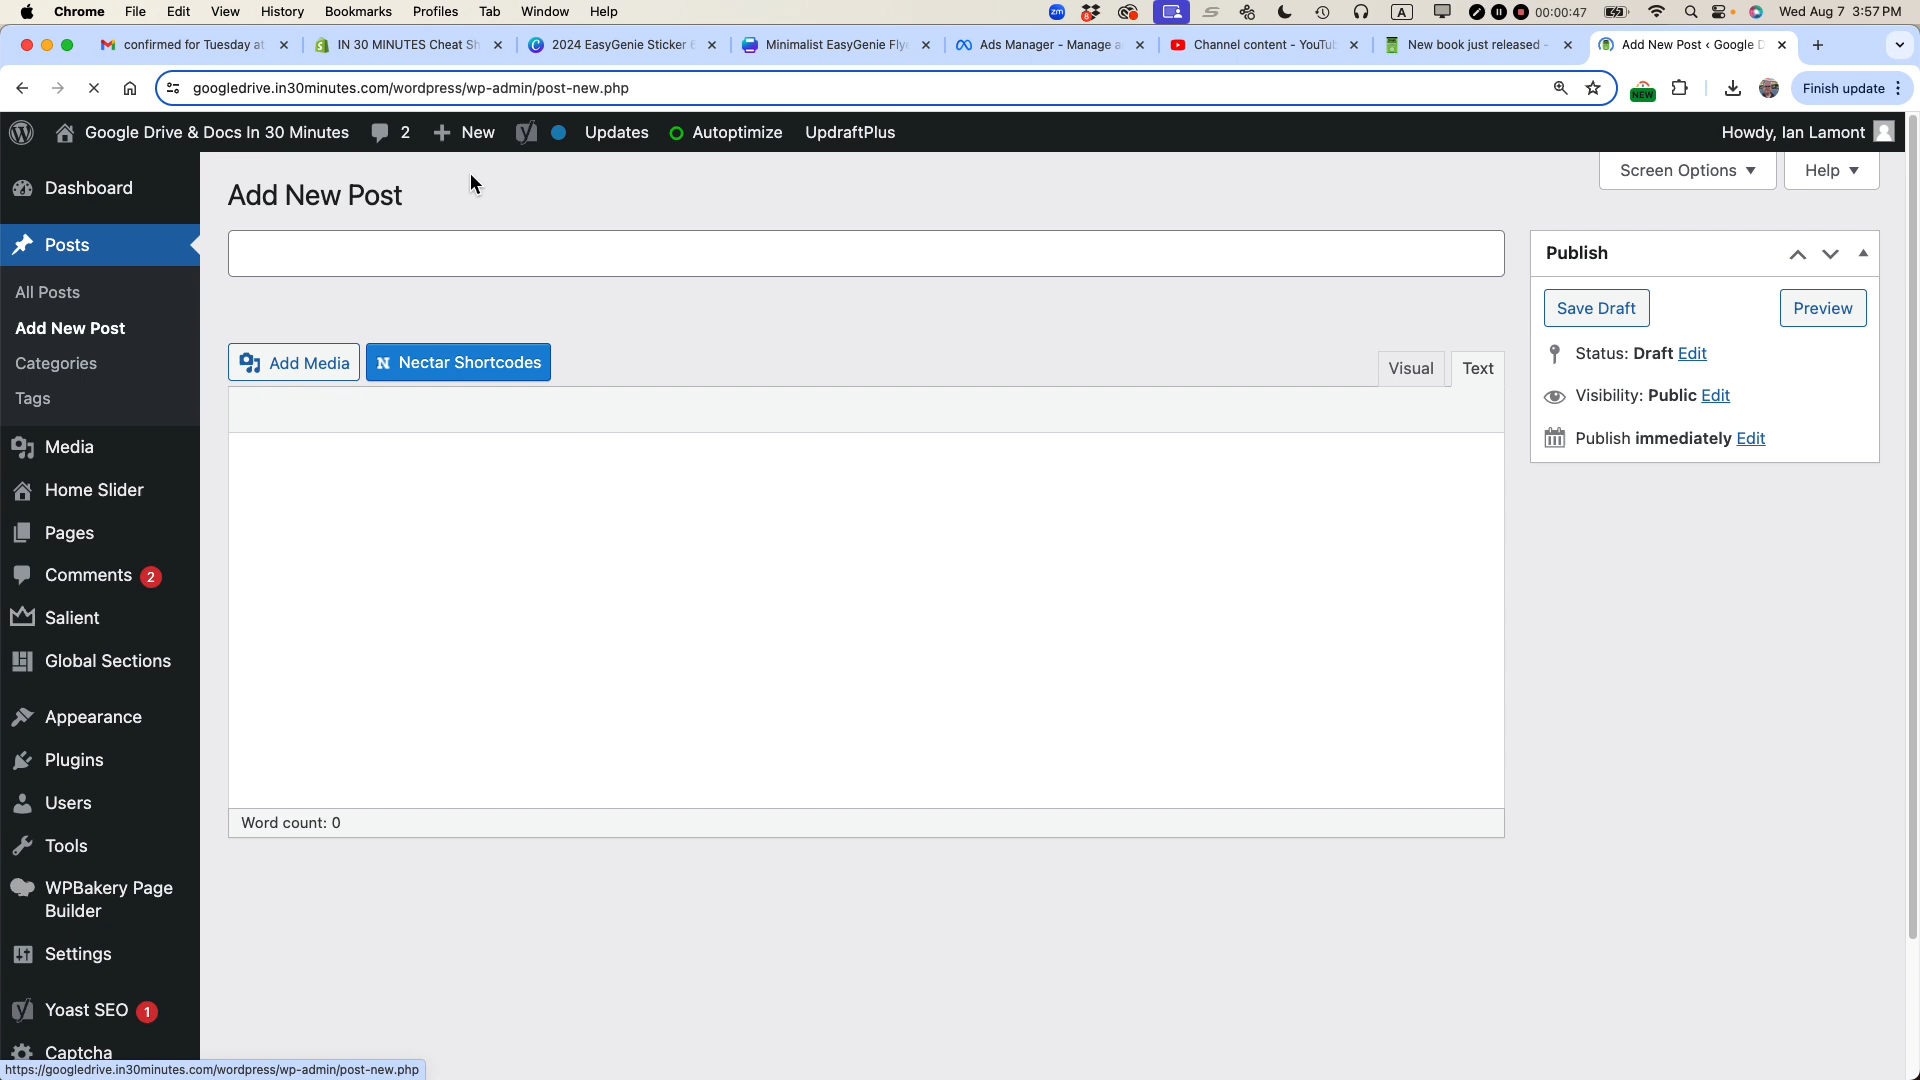 Chrome File Edit View History Bookmarks Profiles Tab Window Help zm 8 A 00:00:47 Wed Aug 7 3:57 PM
confirmed for Tuesday at
IN 30 MINUTES Cheat Sh
2024 EasyGenie Sticker
Minimalist EasyGenie Fly
Ads Manager - Manage a
Channel content - YouTu
New book just released -
Add New Post ‹ Google D
googledrive.in30minutes.com/wordpress/wp-admin/post-new.php
NEW
Finish update
Google Drive & Docs In 30 Minutes 2 New Updates Autoptimize UpdraftPlus Howdy, Ian Lamont
Dashboard
Posts
All Posts
Add New Post
Categories
Tags
Media
Home Slider
Pages
Comments 2
Salient
Global Sections
Appearance
Plugins
Users
Tools
WPBakery Page
Builder
Settings
Yoast SEO 1
Captcha
Add New Post
Screen Options
Help
Add Media
N Nectar Shortcodes
Visual
Text
Word count: 0
Publish
Save Draft
Preview
Status: Draft Edit
Visibility: Public Edit
Publish immediately Edit
https://googledrive.in30minutes.com/wordpress/wp-admin/post-new.php